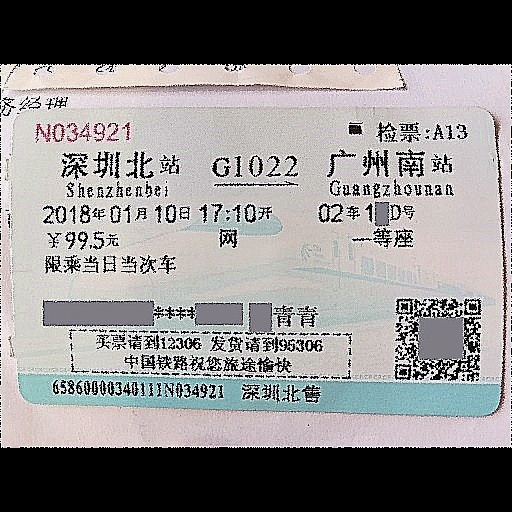 N034921 检票:A13
深圳北站 G1022 广州南站
Shenzhenbei Guangzhounan
2018年01月10日17:10开 02车1 D号
￥99.5元 网 一等座
限乘当日当次车
**** 青青
买票请到12306 发货请到95306
中国铁路祝您旅途愉快
65860000340111N034921 深圳北售